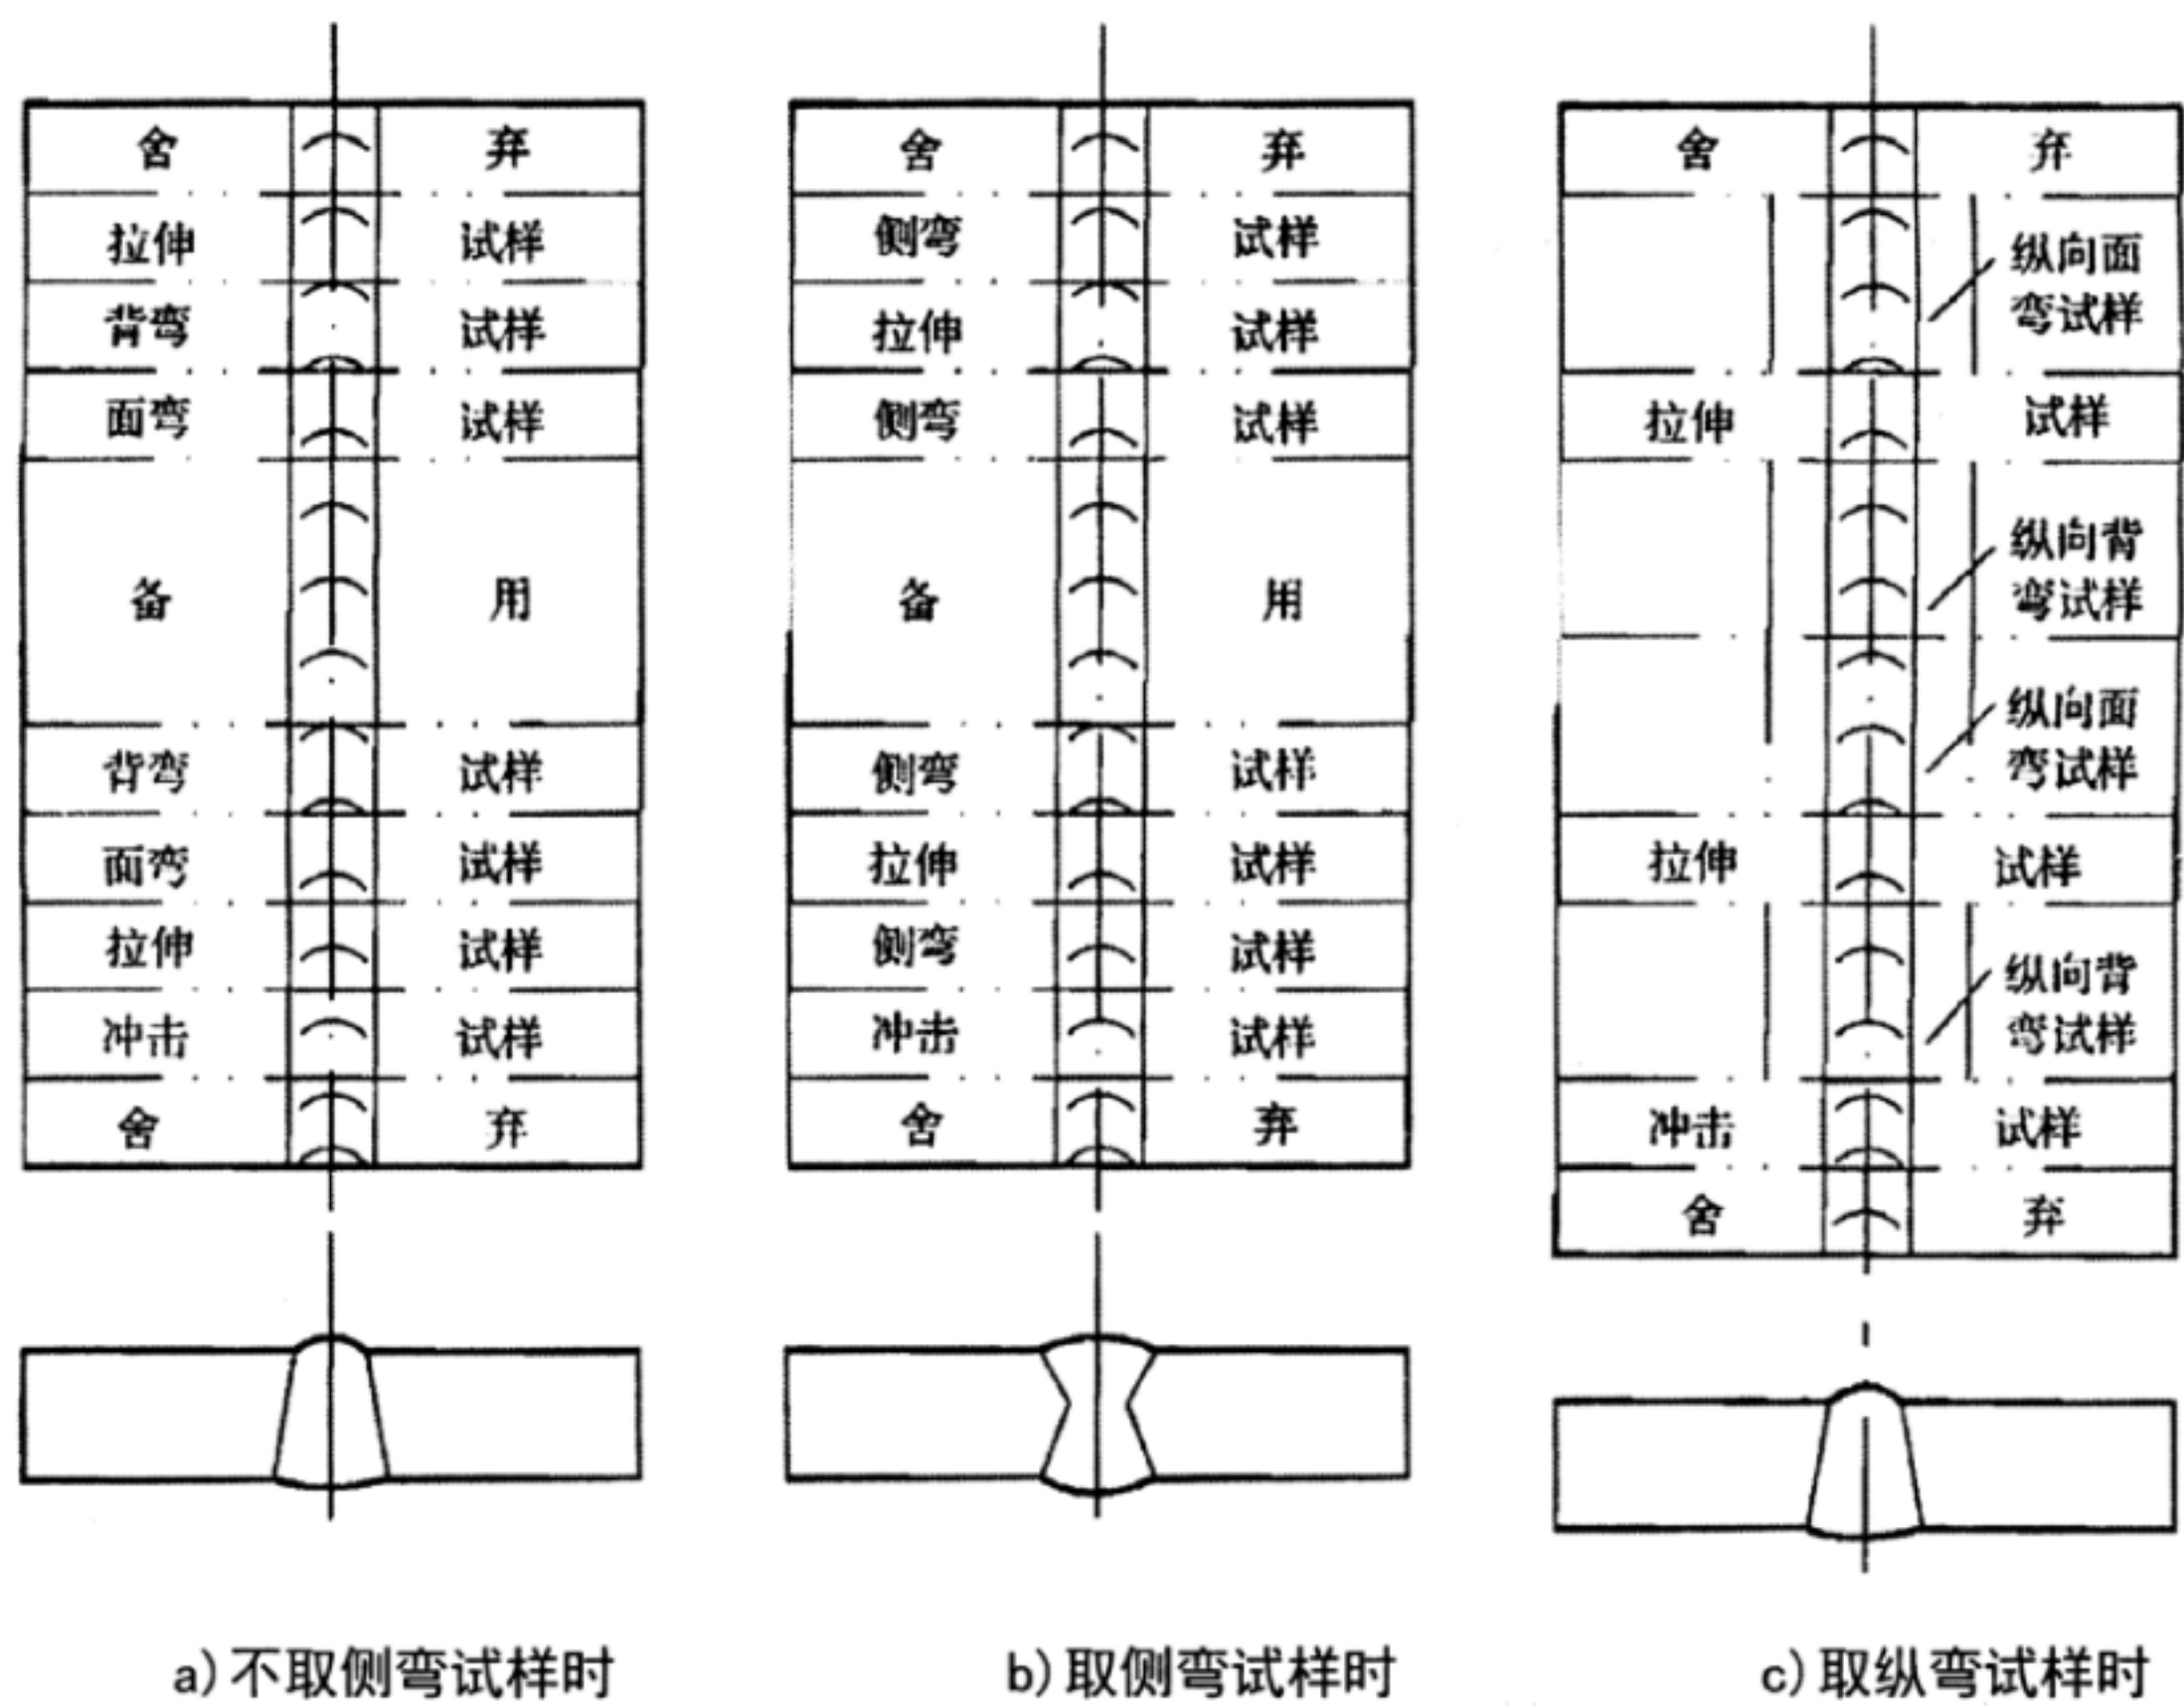 舍 弃
拉伸 试样
背弯 试样
面弯 试样
备 用
背弯 试样
面弯 试样
拉伸 试样
冲击 试样
舍 弃
a)不取侧弯试样时
舍 弃
侧弯 试样
拉伸 试样
侧弯 试样
备 用
侧弯 试样
拉伸 试样
侧弯 试样
冲击 试样
舍 弃
b)取侧弯试样时
舍 弃
纵向面
弯试样
拉伸 试样
纵向背
弯试样
纵向面
弯试样
拉伸 试样
纵向背
弯试样
冲击 试样
舍 弃
c)取纵弯试样时